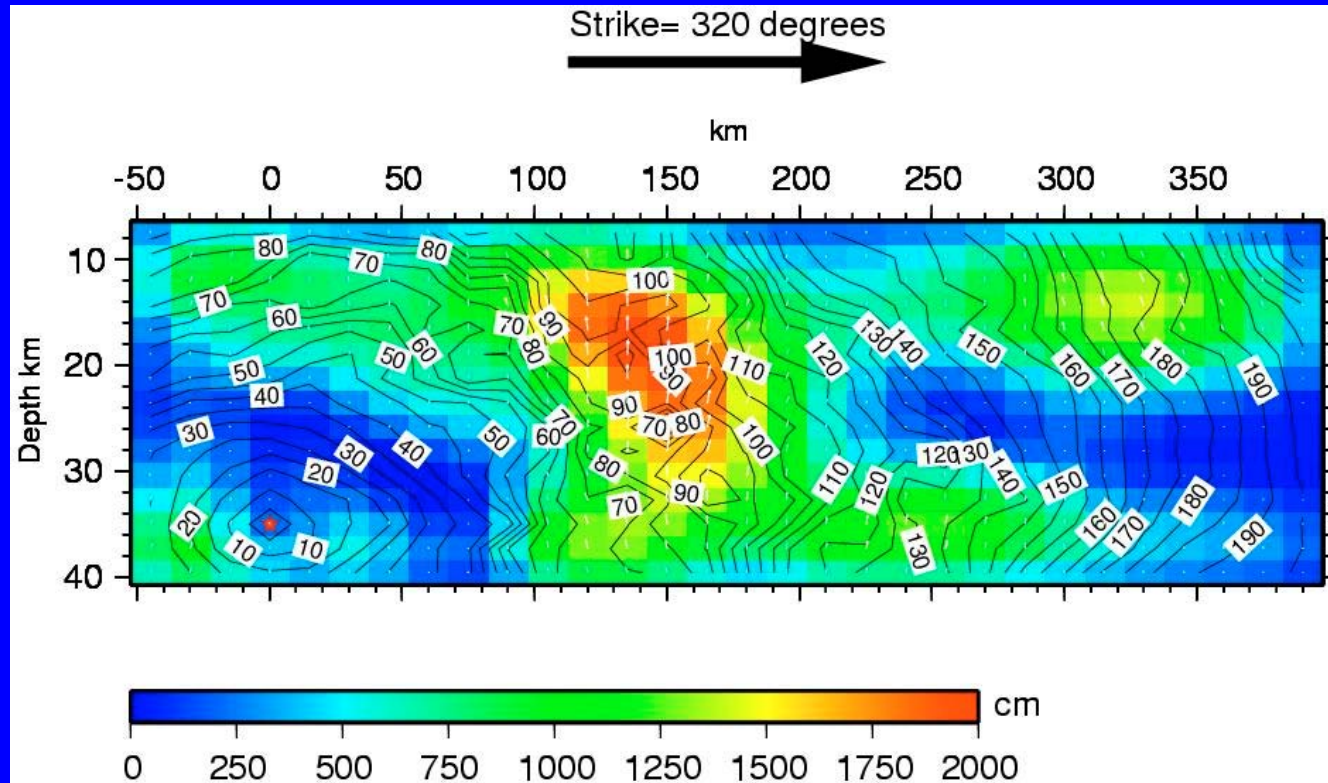 Strike= 320 degrees
km
-50 0 50 100 150 200 250 300 350
Depth km
10
20
30
40
80 70 80 100
70 60 70 90 80 50 60 100 90 110 120 130 140 150 160 170 180 190
50 40 30 30 40 20 50 60 70 90 70 80 100
80 70 90 110 120 120 130 140 150 160 170 180 190
20 10 10 130
0 250 500 750 1000 1250 1500 1750 2000
cm